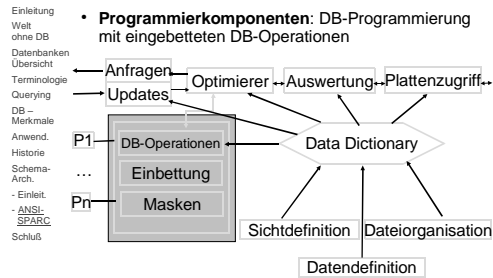 Einleitung
Welt
ohne DB
Datenbanken
Übersicht
Terminologie
Querying
DB –
Merkmale
Anwend.
Historie
Schema-
Arch.
- Einleit.
- ANSI-
SPARC
Schluß
• Programmierkomponenten: DB-Programmierung
mit eingebetteten DB-Operationen
Anfragen
Updates
Optimierer
Auswertung
Plattenzugriff
P1
DB-Operationen
Data Dictionary
...
Einbettung
Pn
Masken
Sichtdefinition
Dateiorganisation
Datendefinition